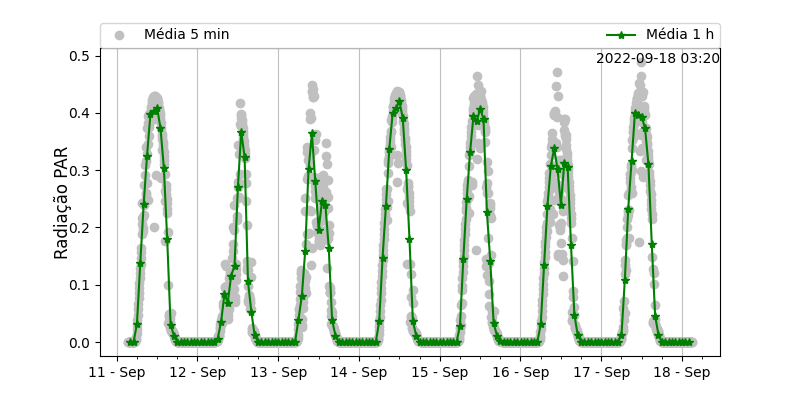 Média 5 min
Média 1 h
2022-09-18 03:20
Radiação PAR
0.5
0.4
0.3
0.2
0.1
0.0
11 - Sep
12 - Sep
13 - Sep
14 - Sep
15 - Sep
16 - Sep
17 - Sep
18 - Sep